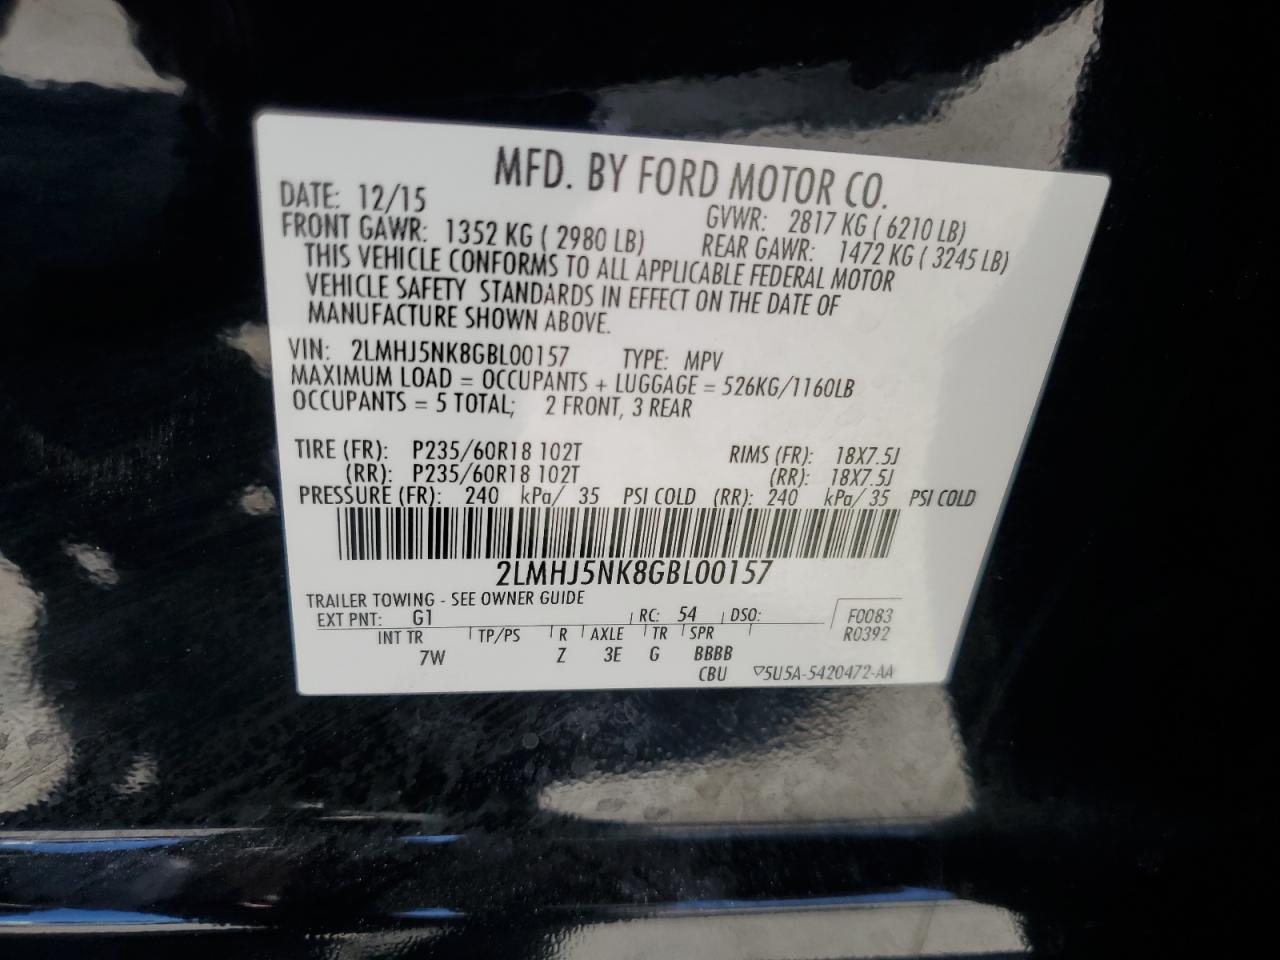 MFD. BY FORD MOTOR CO.
DATE: 12/15 GVWR: 2817 KG ( 6210 LB)
FRONT GAWR: 1352 KG ( 2980 LB) REAR GAWR: 1472 KG ( 3245 LB)
THIS VEHICLE CONFORMS TO ALL APPLICABLE FEDERAL MOTOR
VEHICLE SAFETY STANDARDS IN EFFECT ON THE DATE OF
MANUFACTURE SHOWN ABOVE.
VIN: 2LMHJ5NK8GBL00157 TYPE: MPV
MAXIMUM LOAD = OCCUPANTS + LUGGAGE = 526KG/1160LB
OCCUPANTS = 5 TOTAL; 2 FRONT, 3 REAR
TIRE (FR): P235/60R18 102T RIMS (FR): 18X7.5J
(RR): P235/60R18 102T (RR): 18X7.5J
PRESSURE (FR): 240 kPa/ 35 PSI COLD (RR): 240 kPa/ 35 PSI COLD
2LMHJ5NK8GBL00157
TRAILER TOWING - SEE OWNER GUIDE
EXT PNT: G1 RC: 54 DSO: F0083
INT TR TP/PS R AXLE TR SPR R0392
7W Z 3E G BBBB
CBU ▽5U5A-5420472-AA